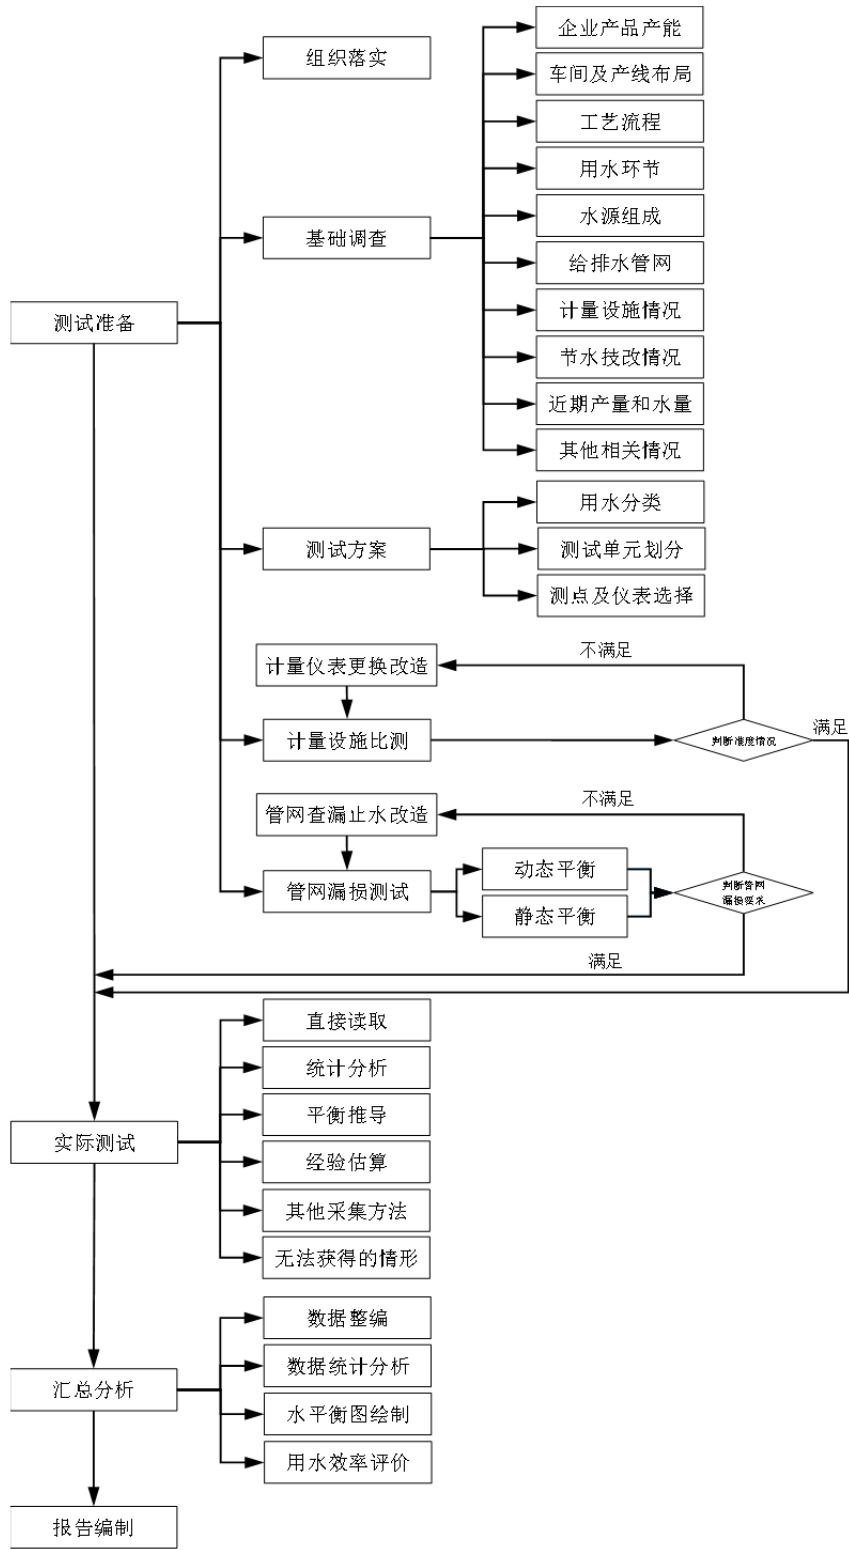 组织落实
企业产品产能
车间及产线布局
工艺流程
用水环节
水源组成
基础调查
给排水管网
计量设施情况
测试准备
节水技改情况
近期产量和水量
其他相关情况
用水分类
测试方案
测试单元划分
测点及仪表选择
不满足
计量仪表更换改造
满足
计量设施比测
判断准度情况
不满足
管网查漏止水改造
动态平衡
管网漏损测试
判断管网
漏损要求
静态平衡
满足
直接读取
统计分析
平衡推导
实际测试
经验估算
其他采集方法
无法获得的情形
数据整编
数据统计分析
汇总分析
水平衡图绘制
用水效率评价
报告编制